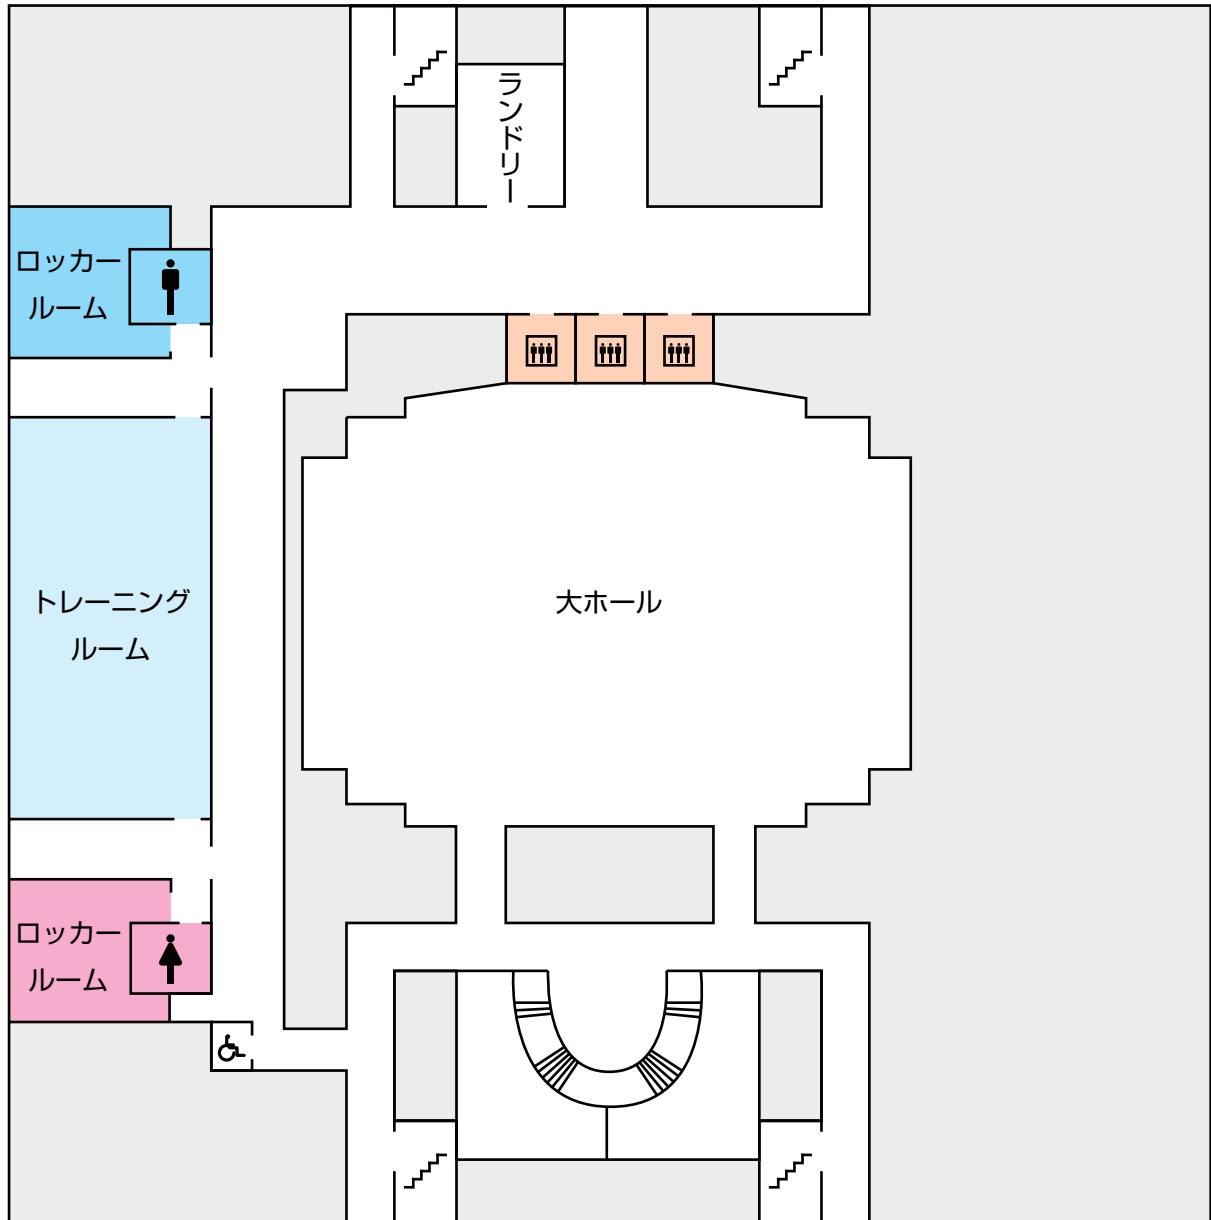 ランドリー
ロッカー
ルーム
トレーニング
ルーム
大ホール
ロッカー
ルーム